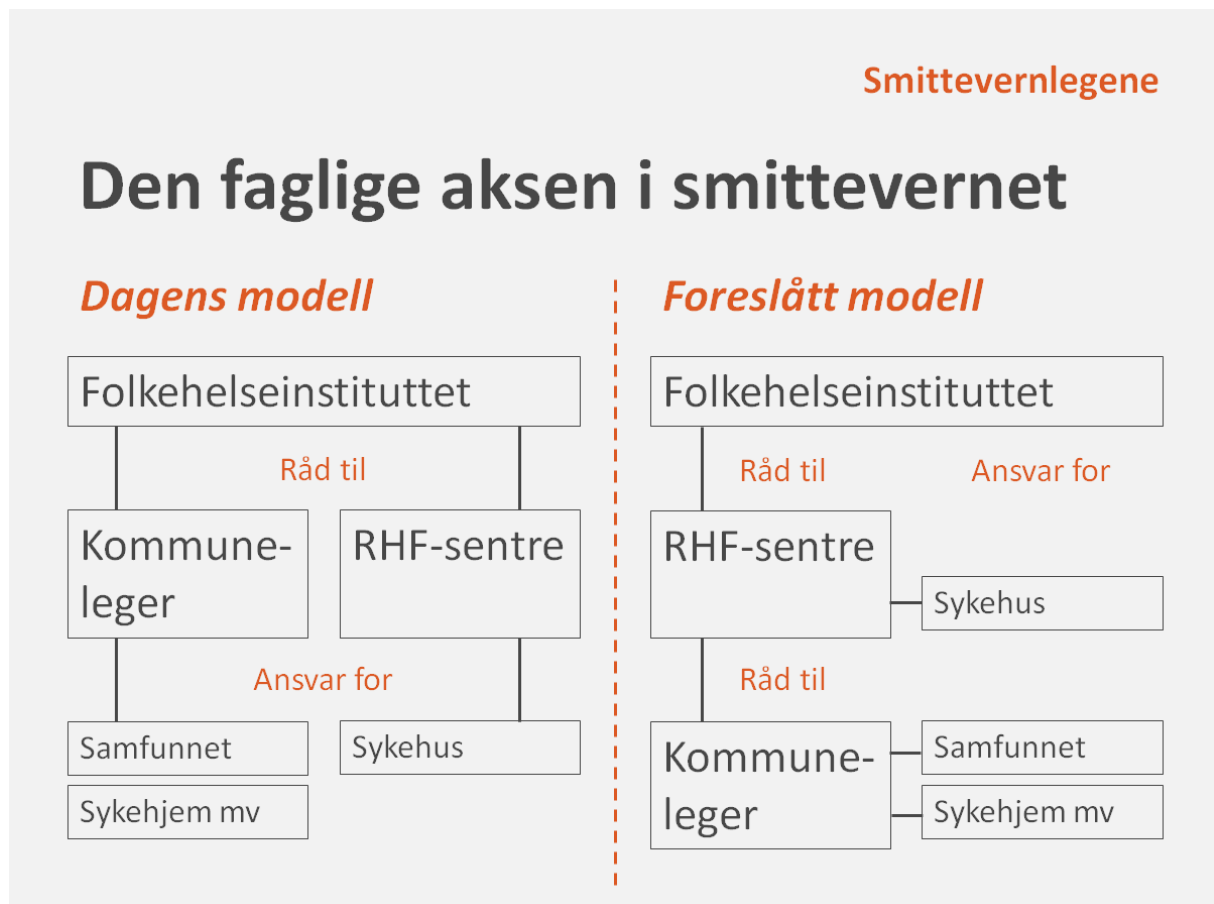 Smittevernlegene
Den faglige aksen i smittevernet
Dagens modell
Folkehelseinstituttet
Råd til
Kommune-
leger
RHF-sentre
Ansvar for
Samfunnet
Sykehus
Sykehjem mv
Foreslått modell
Folkehelseinstituttet
Råd til
Ansvar for
RHF-sentre
Sykehus
Råd til
Kommune-
leger
Samfunnet
Sykehjem mv